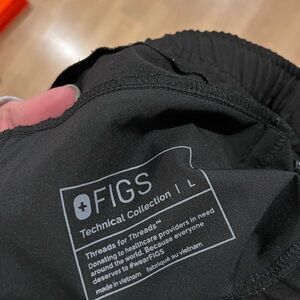 FIGS
Technical Collection | L
Threads for Threads™
Donating to healthcare providers in need
around the world. Because everyone
deserves to #wearFIGS
made in vietnam fabriqué au vietnam